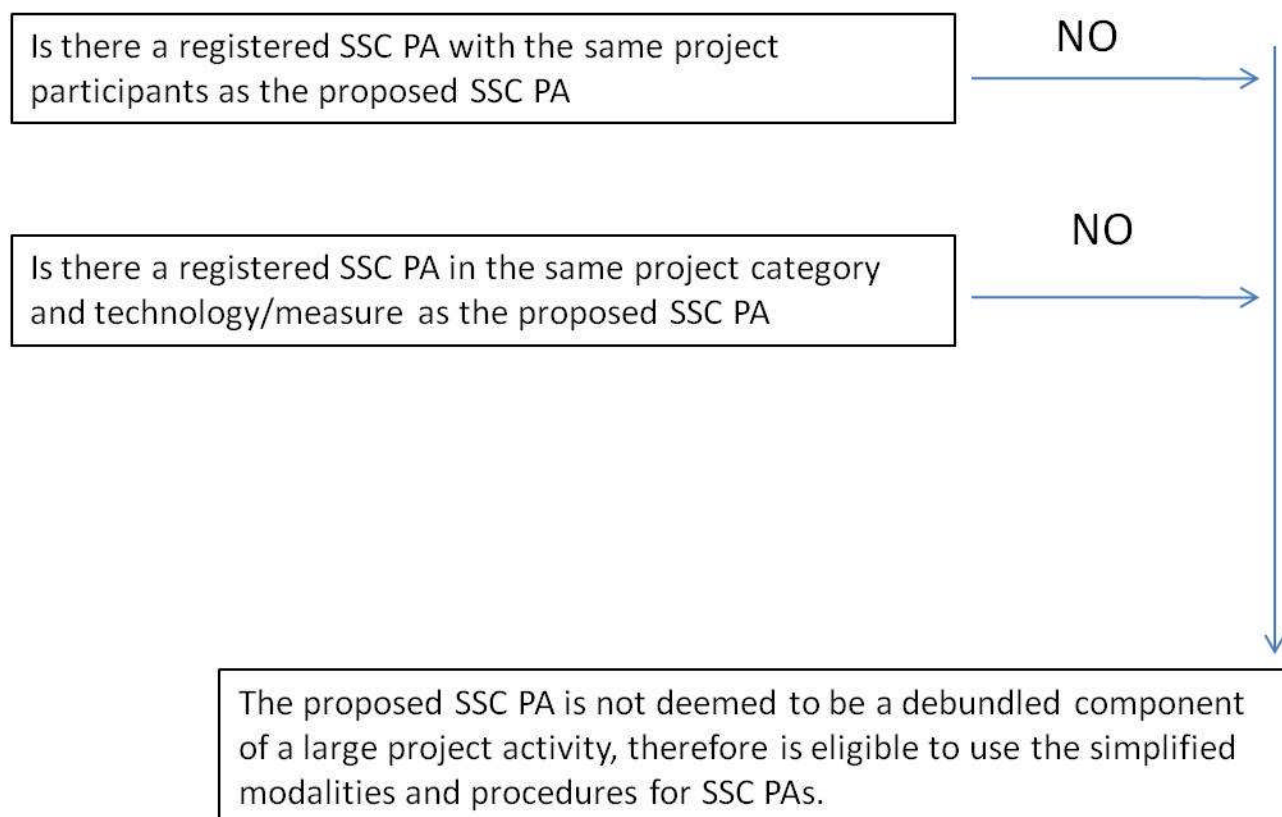 NO
Is there a registered SSC PA with the same project
participants as the proposed SSC PA
NO
Is there a registered SSC PA in the same project category
and technology/measure as the proposed SSC PA
The proposed SSC PA is not deemed to be a debundled component
of a large project activity, therefore is eligible to use the simplified
modalities and procedures for SSC PAs.